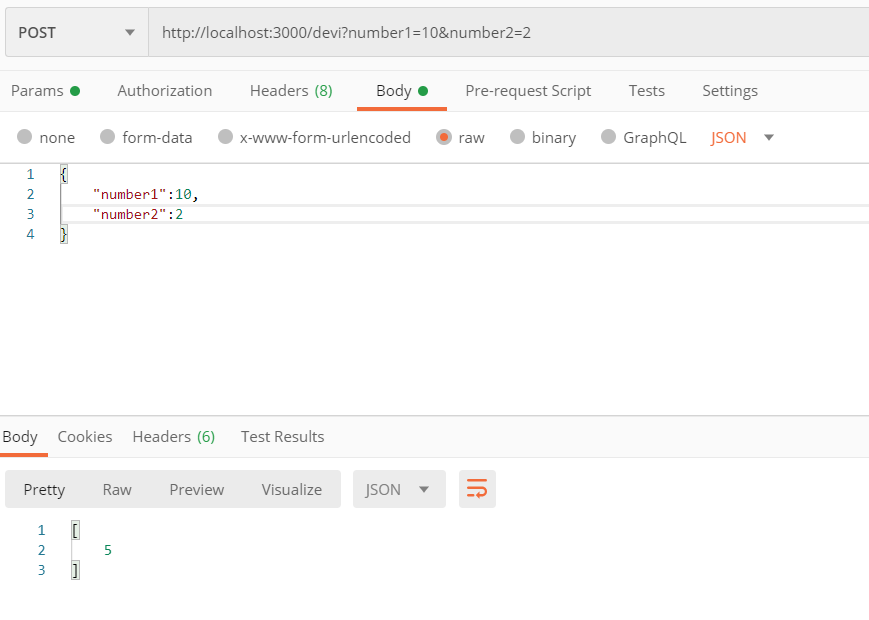 POST http://localhost:3000/devi?number1=10&number2=2
Params Authorization Headers (8) Body Pre-request Script Tests Settings
none form-data x-www-form-urlencoded raw binary GraphQL JSON
1 {
2 "number1":10,
3 "number2":2
4 }
Body Cookies Headers (6) Test Results
Pretty Raw Preview Visualize JSON
1 [
2 5
3 ]